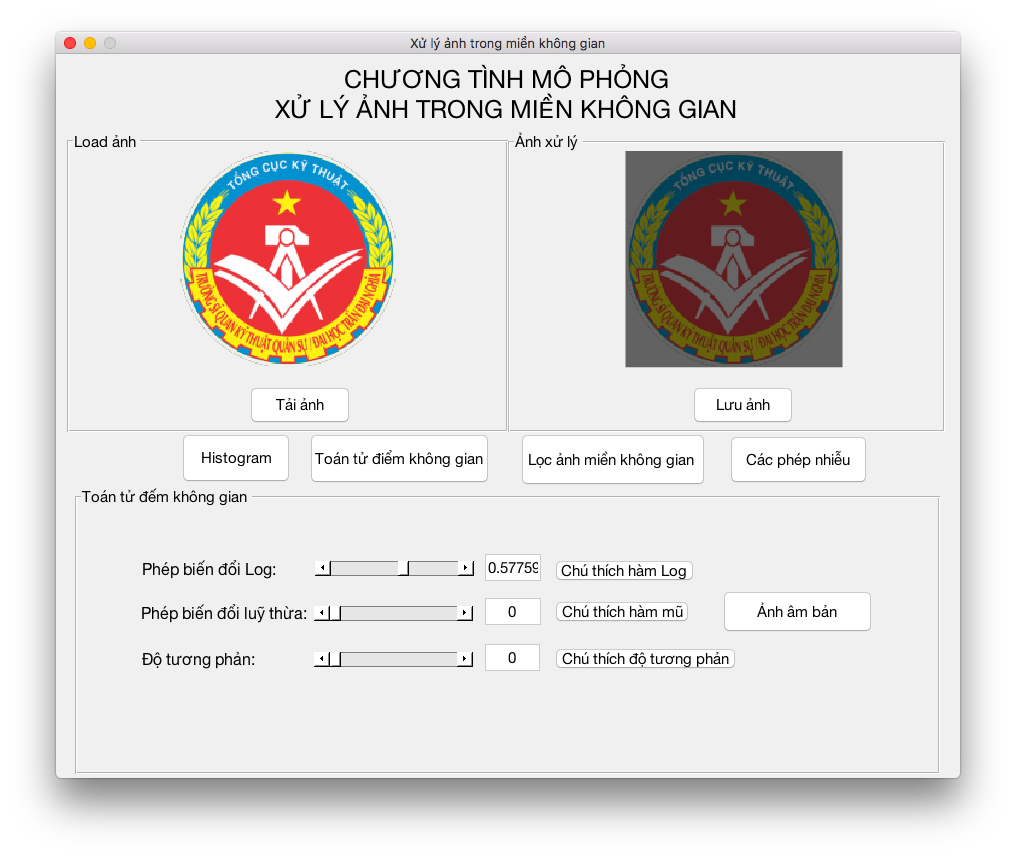 Xử lý ảnh trong miền không gian
CHƯƠNG TÌNH MÔ PHỎNG
XỬ LÝ ẢNH TRONG MIỀN KHÔNG GIAN
Load ảnh
Ảnh xử lý
TỔNG CỤC KỸ THUẬT
TRƯỜNG SĨ QUAN KỸ THUẬT QUÂN SỰ / ĐẠI HỌC TRẦN ĐẠI NGHĨA
TỔNG CỤC KỸ THUẬT
TRƯỜNG SĨ QUAN KỸ THUẬT QUÂN SỰ / ĐẠI HỌC TRẦN ĐẠI NGHĨA
Tải ảnh
Lưu ảnh
Histogram
Toán tử điểm không gian
Lọc ảnh miền không gian
Các phép nhiễu
Toán tử đếm không gian
Phép biến đổi Log:
0.57759
Chú thích hàm Log
Phép biến đổi luỹ thừa:
0
Chú thích hàm mũ
Ảnh âm bản
Độ tương phản:
0
Chú thích độ tương phản